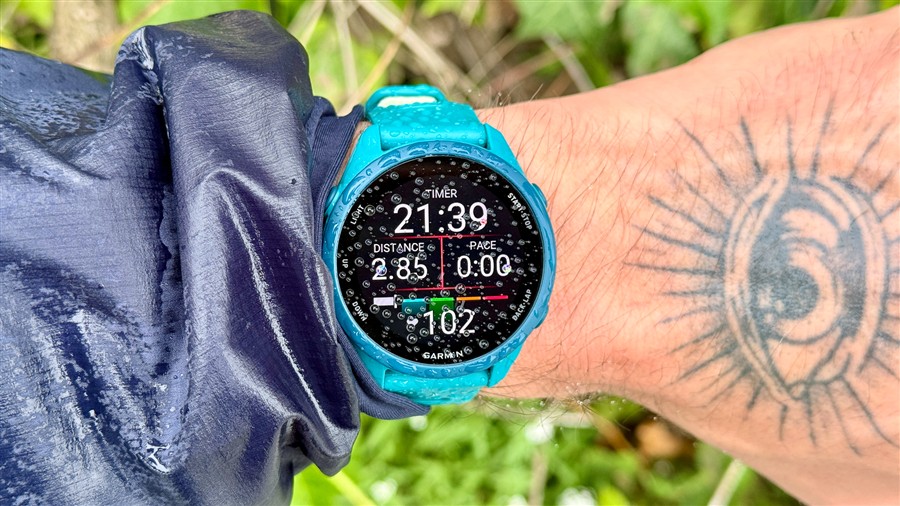 TIMER
21:39
LIGHT
START·STOP
DISTANCE
PACE
UP
2.85
0:00
DOWN
BACK·LAP
102
GARMIN